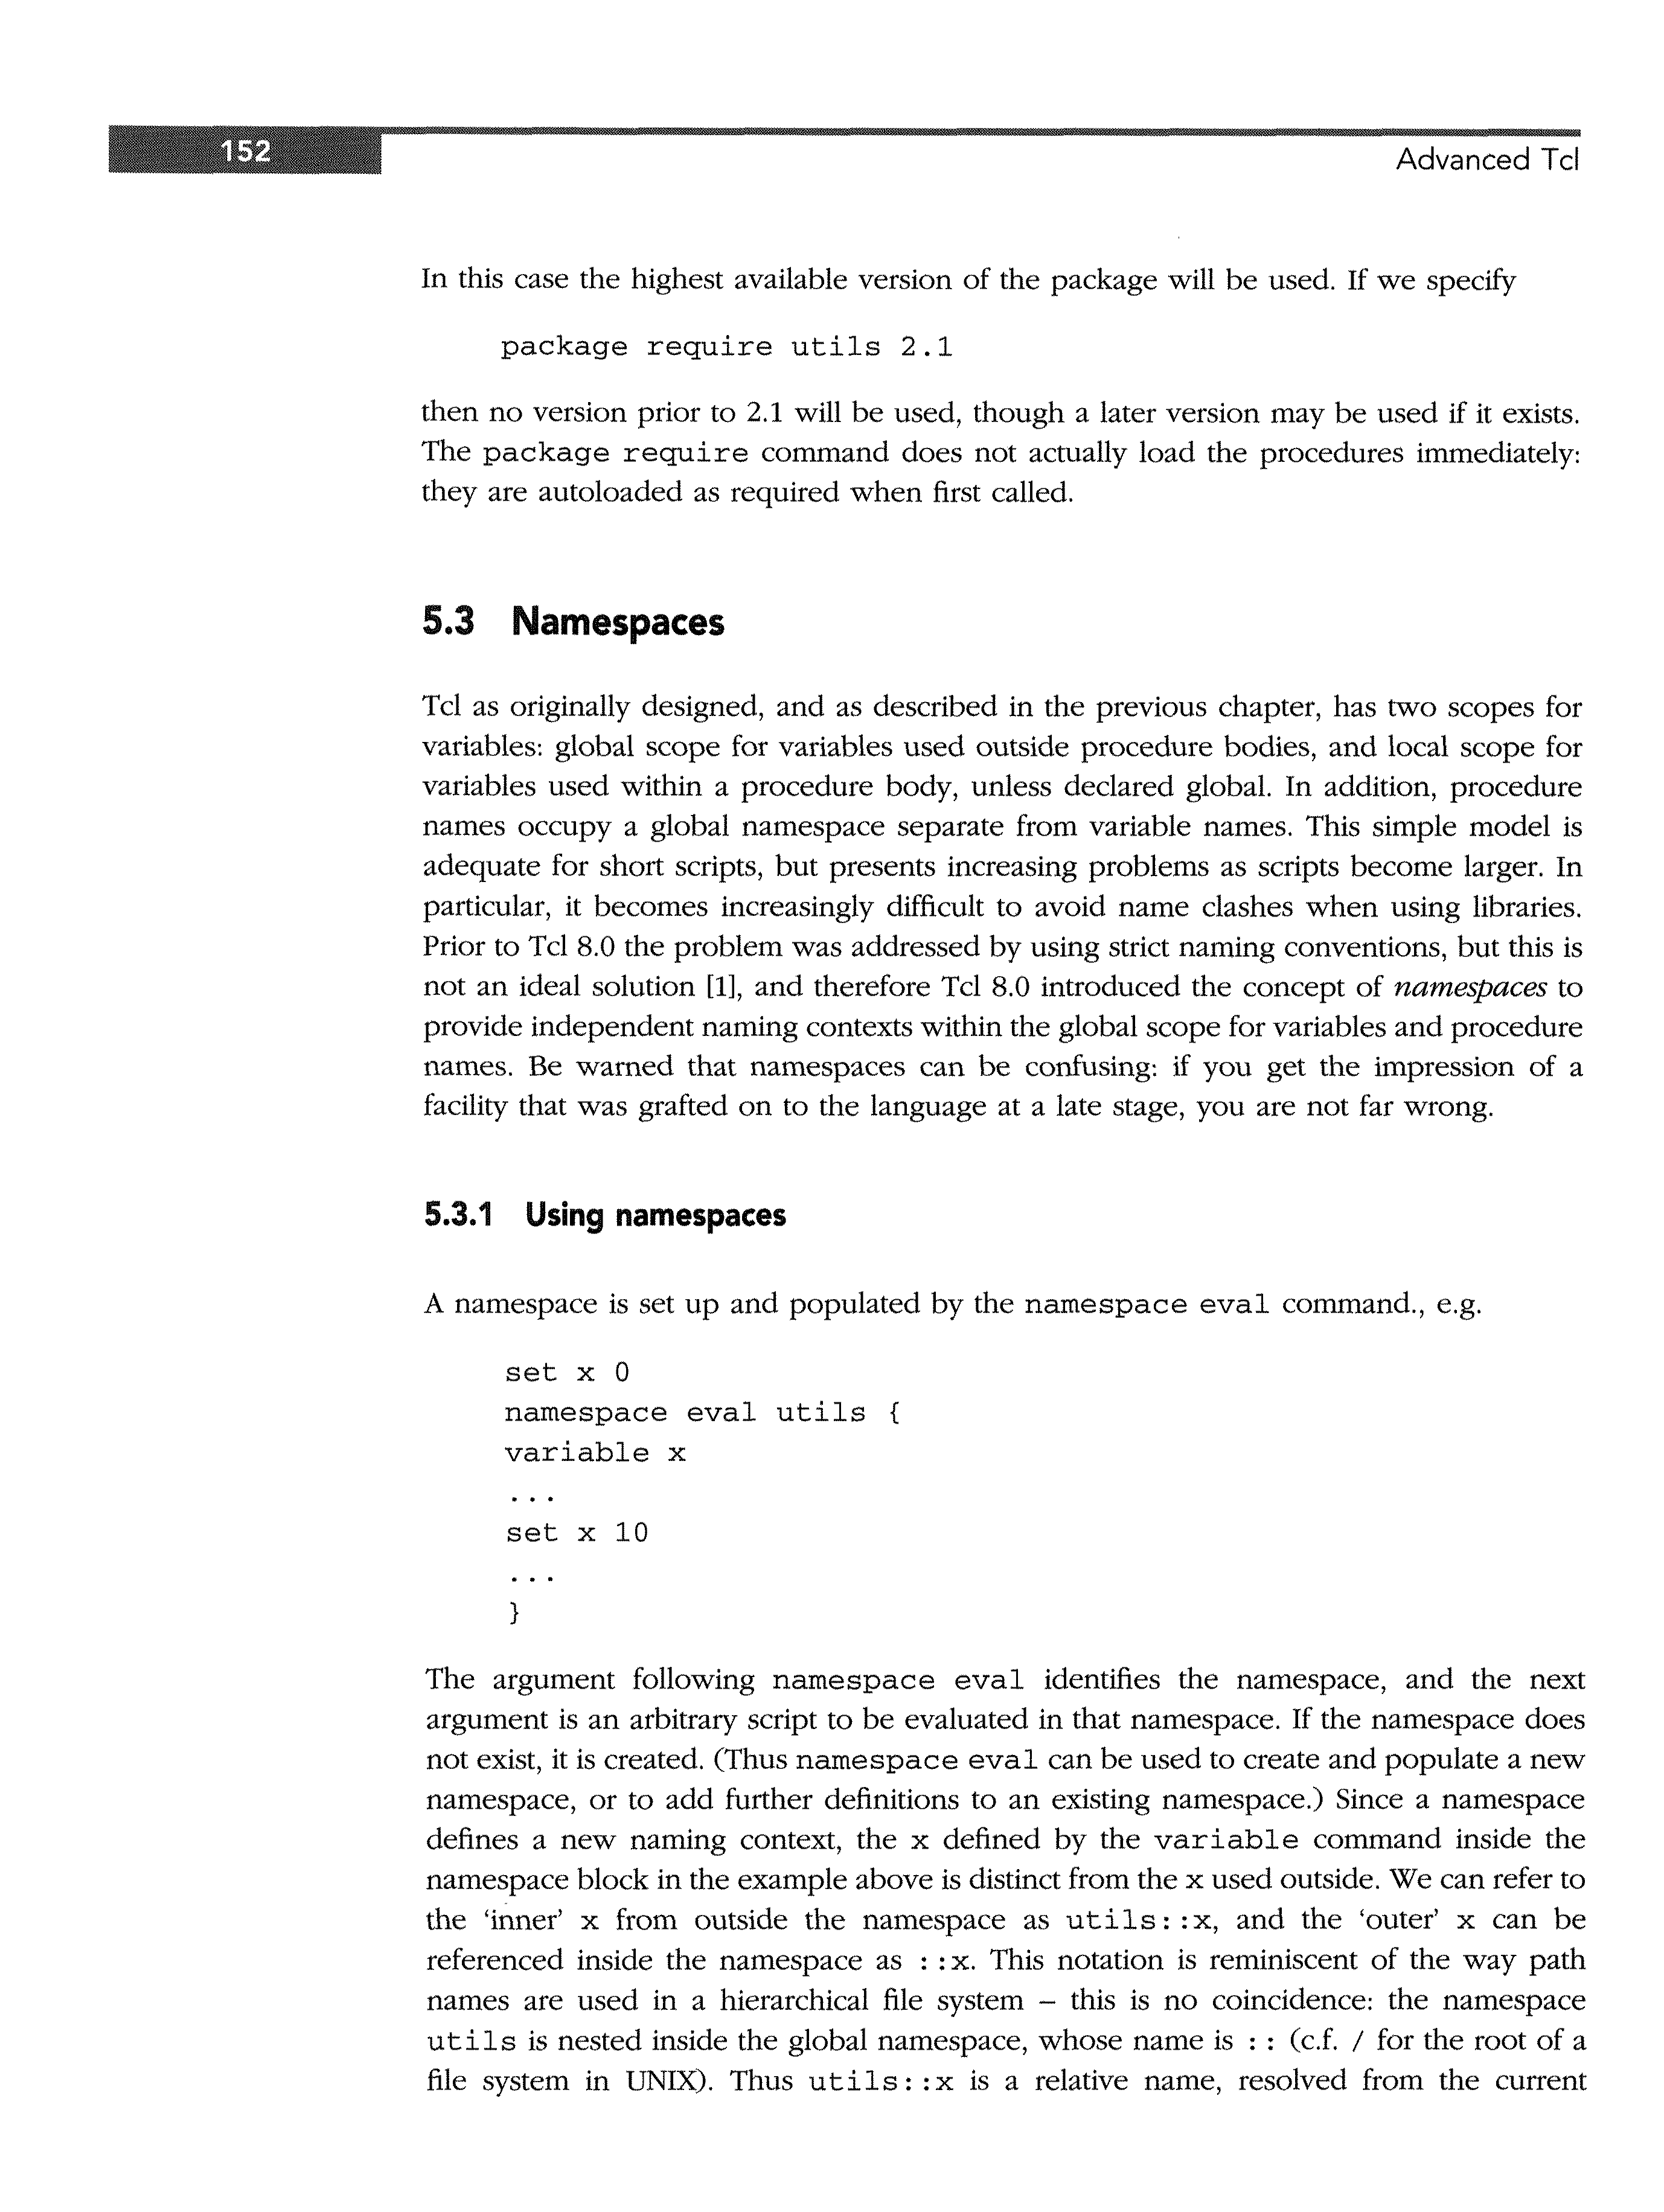 152
Advanced Tcl
In this case the highest available version of the package will be used. If we specify
package require utils 2.1
then no version prior to 2.1 will be used, though a later version may be used if it exists.
The package require command does not actually load the procedures immediately:
they are autoloaded as required when first called.
5.3 Namespaces
Tcl as originally designed, and as described in the previous chapter, has two scopes for
variables: global scope for variables used outside procedure bodies, and local scope for
variables used within a procedure body, unless declared global. In addition, procedure
names occupy a global namespace separate from variable names. This simple model is
adequate for short scripts, but presents increasing problems as scripts become larger. In
particular, it becomes increasingly difficult to avoid name clashes when using libraries.
Prior to Tcl 8.0 the problem was addressed by using strict naming conventions, but this is
not an ideal solution [1], and therefore Tcl 8.0 introduced the concept of namespaces to
provide independent naming contexts within the global scope for variables and procedure
names. Be warned that namespaces can be confusing: if you get the impression of a
facility that was grafted on to the language at a late stage, you are not far wrong.
5.3.1 Using namespaces
A namespace is set up and populated by the namespace eval command., e.g.
set x 0
namespace eval utils {
variable x
...
set x 10
...
}
The argument following namespace eval identifies the namespace, and the next
argument is an arbitrary script to be evaluated in that namespace. If the namespace does
not exist, it is created. (Thus namespace eval can be used to create and populate a new
namespace, or to add further definitions to an existing namespace.) Since a namespace
defines a new naming context, the x defined by the variable command inside the
namespace block in the example above is distinct from the x used outside. We can refer to
the ‘inner’ x from outside the namespace as utils::x, and the ‘outer’ x can be
referenced inside the namespace as ::x. This notation is reminiscent of the way path
names are used in a hierarchical file system – this is no coincidence: the namespace
utils is nested inside the global namespace, whose name is :: (c.f. / for the root of a
file system in UNIX). Thus utils::x is a relative name, resolved from the current